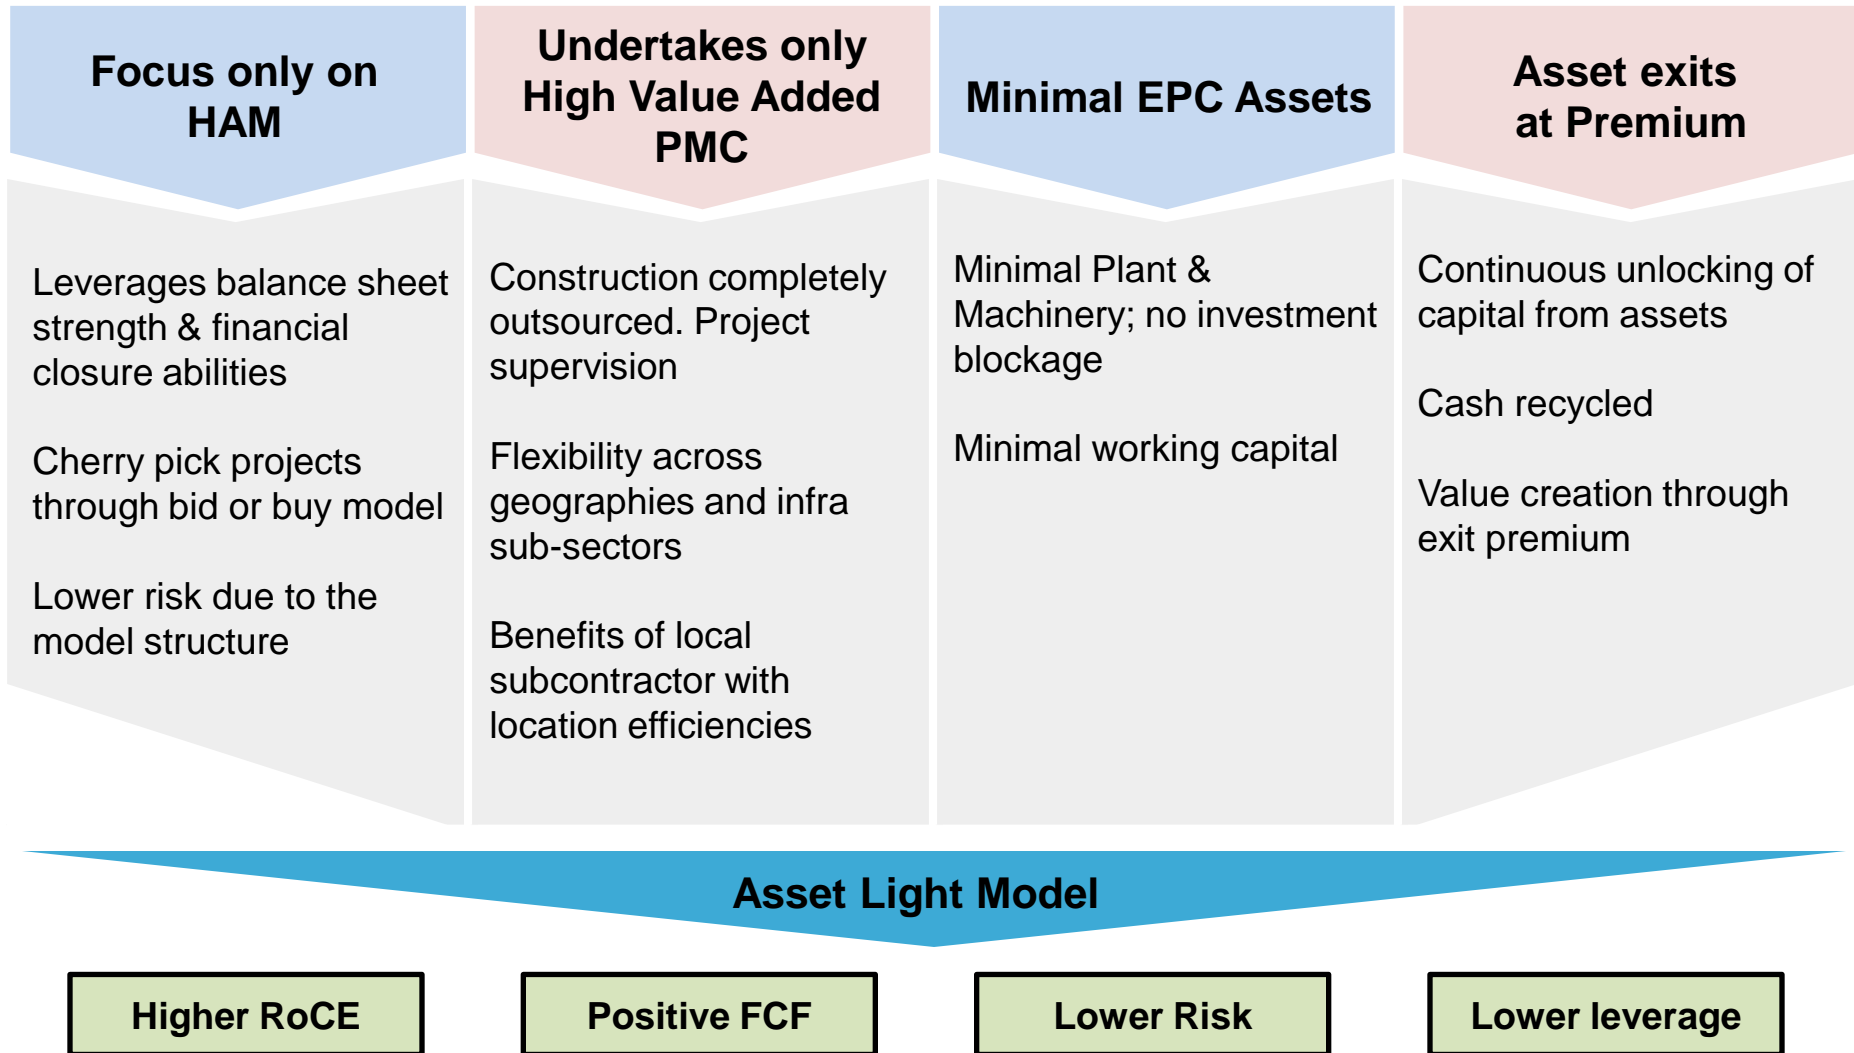 Focus only on
HAM
Leverages balance sheet
strength & financial
closure abilities
Cherry pick projects
through bid or buy model
Lower risk due to the
model structure
Undertakes only
High Value Added
PMC
Construction completely
outsourced. Project
supervision
Flexibility across
geographies and infra
sub-sectors
Benefits of local
subcontractor with
location efficiencies
Minimal EPC Assets
Minimal Plant &
Machinery; no investment
blockage
Minimal working capital
Asset exits
at Premium
Continuous unlocking of
capital from assets
Cash recycled
Value creation through
exit premium
Asset Light Model
Higher RoCE
Positive FCF
Lower Risk
Lower leverage